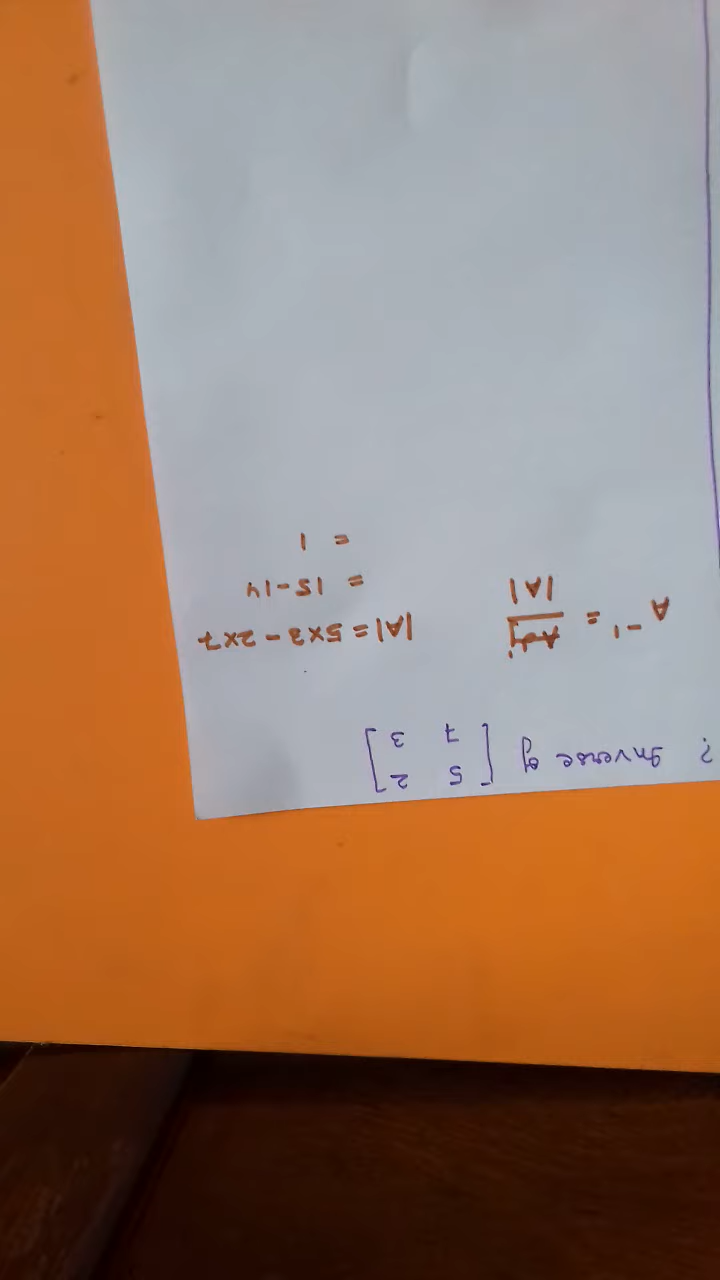 ? Inverse of [ 5 2
7 3 ]
A⁻¹ = Adj / |A|
|A| = 5×3 - 2×7
= 15-14
= 1